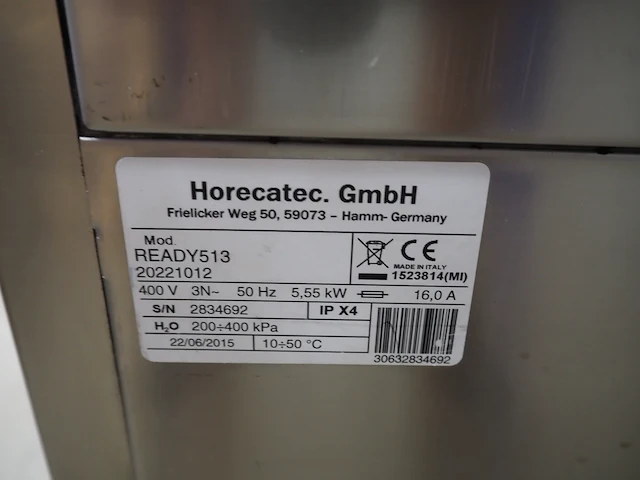 Horecatec. GmbH
Frielicker Weg 50, 59073 – Hamm- Germany
Mod.
READY513
20221012
CE
MADE IN ITALY
1523814(MI)
400 V 3N~ 50 Hz 5,55 kW 16,0 A
S/N 2834692 IP X4
H₂O 200÷400 kPa
22/06/2015 10÷50 °C
30632834692